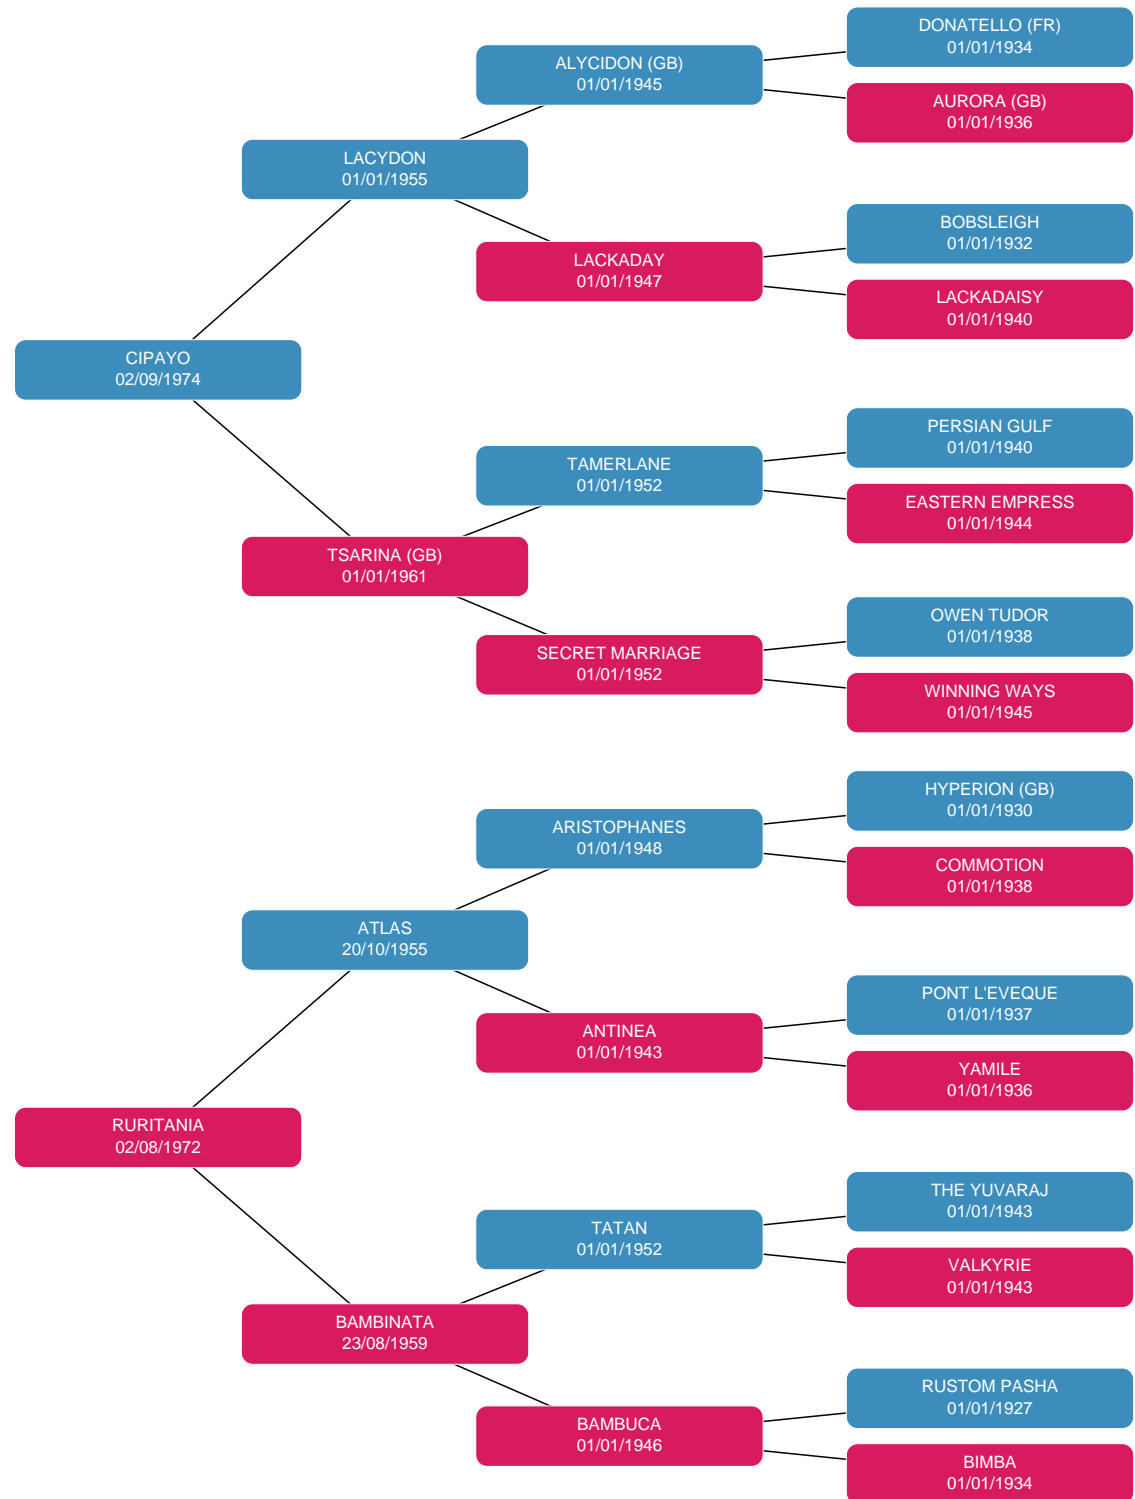 DONATELLO (FR)
01/01/1934
ALYCIDON (GB)
01/01/1945
AURORA (GB)
01/01/1936
LACYDON
01/01/1955
BOBSLEIGH
01/01/1932
LACKADAY
01/01/1947
LACKADAISY
01/01/1940
CIPAYO
02/09/1974
PERSIAN GULF
01/01/1940
TAMERLANE
01/01/1952
EASTERN EMPRESS
01/01/1944
TSARINA (GB)
01/01/1961
OWEN TUDOR
01/01/1938
SECRET MARRIAGE
01/01/1952
WINNING WAYS
01/01/1945
HYPERION (GB)
01/01/1930
ARISTOPHANES
01/01/1948
COMMOTION
01/01/1938
ATLAS
20/10/1955
PONT L'EVEQUE
01/01/1937
ANTINEA
01/01/1943
YAMILE
01/01/1936
RURITANIA
02/08/1972
THE YUVARAJ
01/01/1943
TATAN
01/01/1952
VALKYRIE
01/01/1943
BAMBINATA
23/08/1959
RUSTOM PASHA
01/01/1927
BAMBUCA
01/01/1946
BIMBA
01/01/1934